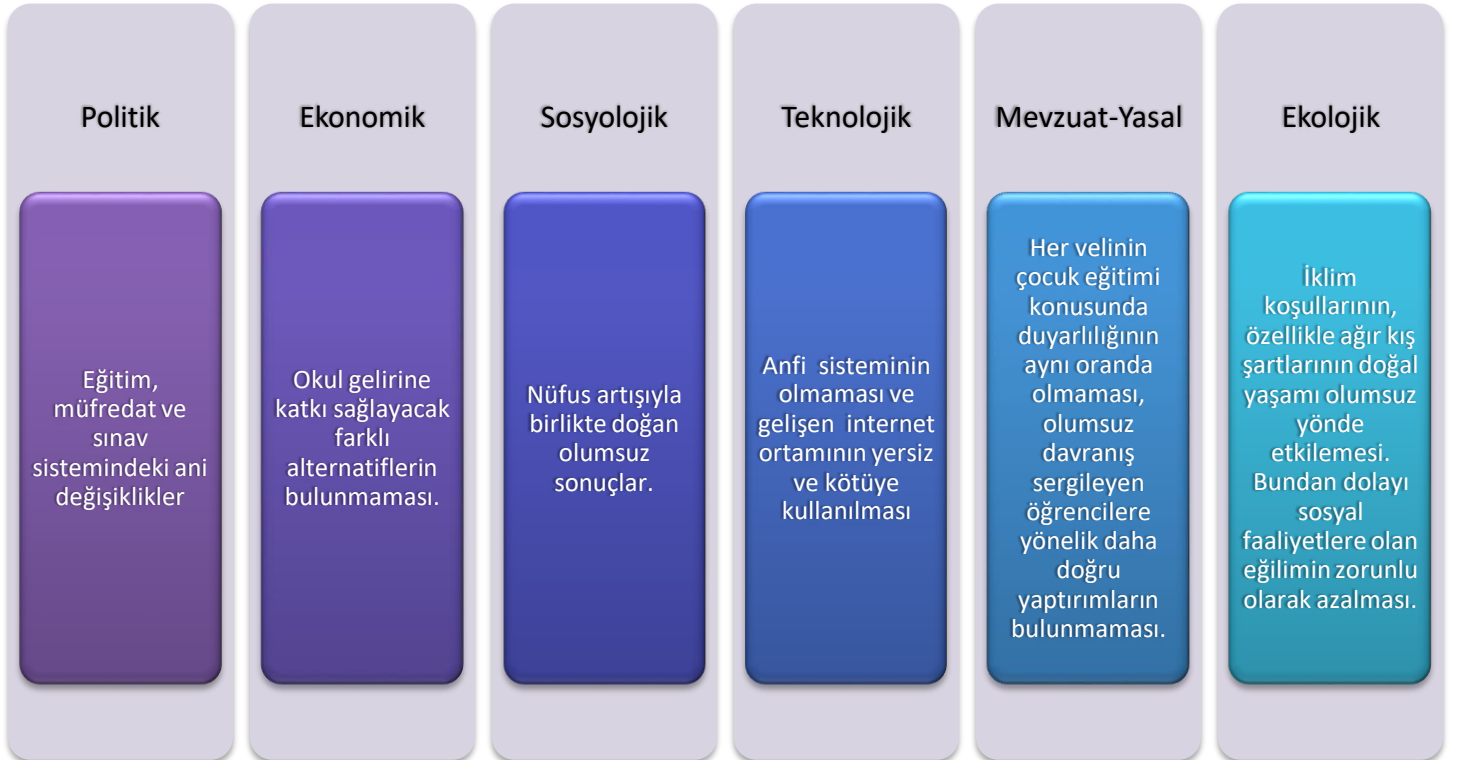 Politik
Eğitim,
müfredat ve
sınav
sistemindeki ani
değişiklikler
Ekonomik
Okul gelirine
katkı sağlayacak
farklı
alternatiflerin
bulunmaması.
Sosyolojik
Nüfus artışıyla
birlikte doğan
olumsuz
sonuçlar.
Teknolojik
Anfi sisteminin
olmaması ve
gelişen internet
ortamının yersiz
ve kötüye
kullanılması
Mevzuat-Yasal
Her velinin
çocuk eğitimi
konusunda
duyarlılığının
aynı oranda
olmaması,
olumsuz
davranış
sergileyen
öğrencilere
yönelik daha
doğru
yaptırımların
bulunmaması.
Ekolojik
İklim
koşullarının,
özellikle ağır kış
şartlarının doğal
yaşamı olumsuz
yönde
etkilemesi.
Bundan dolayı
sosyal
faaliyetlere olan
eğilimin zorunlu
olarak azalması.